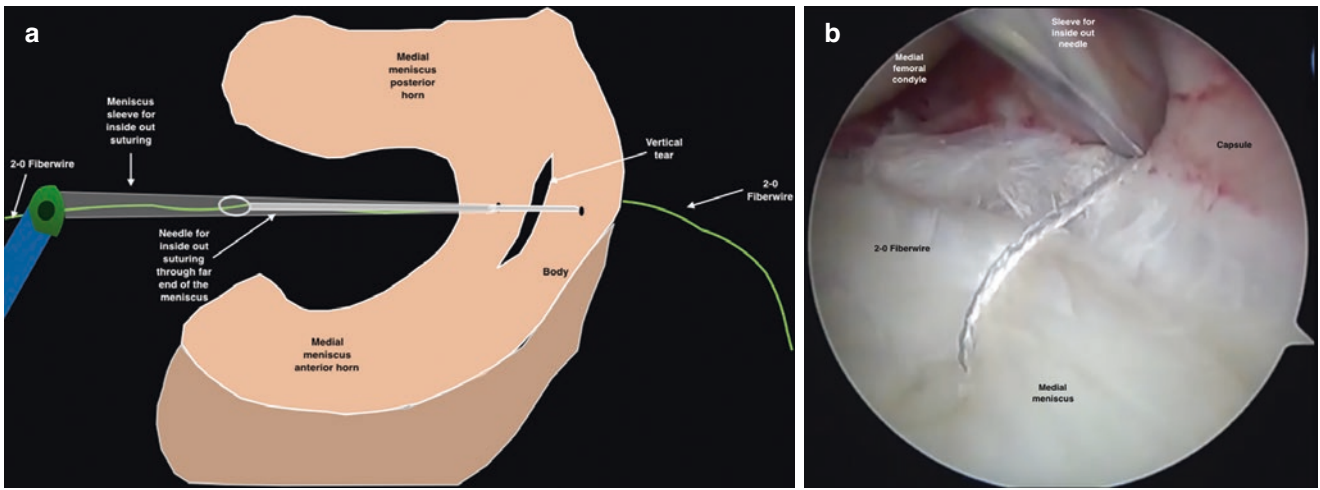 a
Medial
meniscus
posterior
horn
Meniscus
sleeve for
inside out
suturing
Vertical
tear
2-0 Fiberwire
2-0
Fiberwire
Needle for
inside out
suturing
through far
end of the
meniscus
Body
Medial
meniscus
anterior horn
b
Sleeve for
inside out
needle
Medial
femoral
condyle
Capsule
2-0 Fiberwire
Medial
meniscus